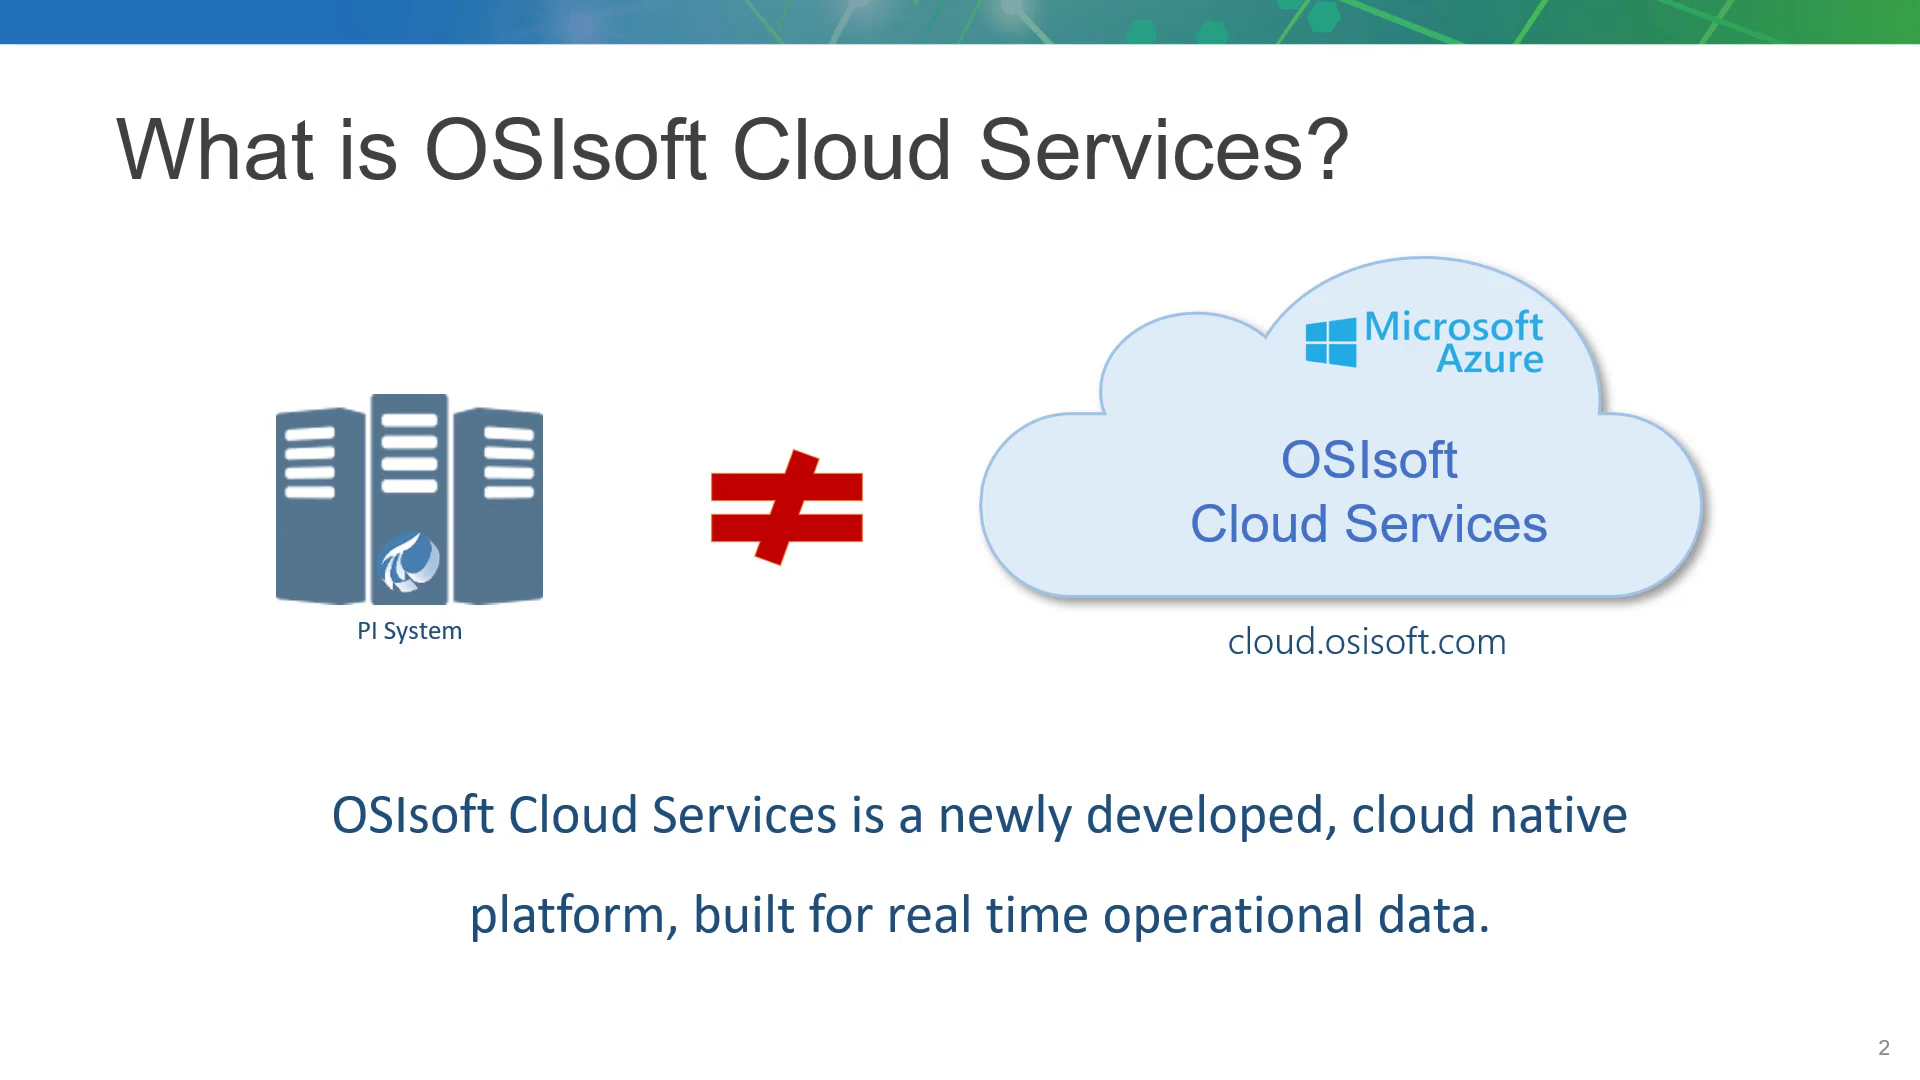 What is OSIsoft Cloud Services?
Microsoft
Azure
OSIsoft
Cloud Services
PI System
≠
cloud.osisoft.com
OSIsoft Cloud Services is a newly developed, cloud native
platform, built for real time operational data.
2